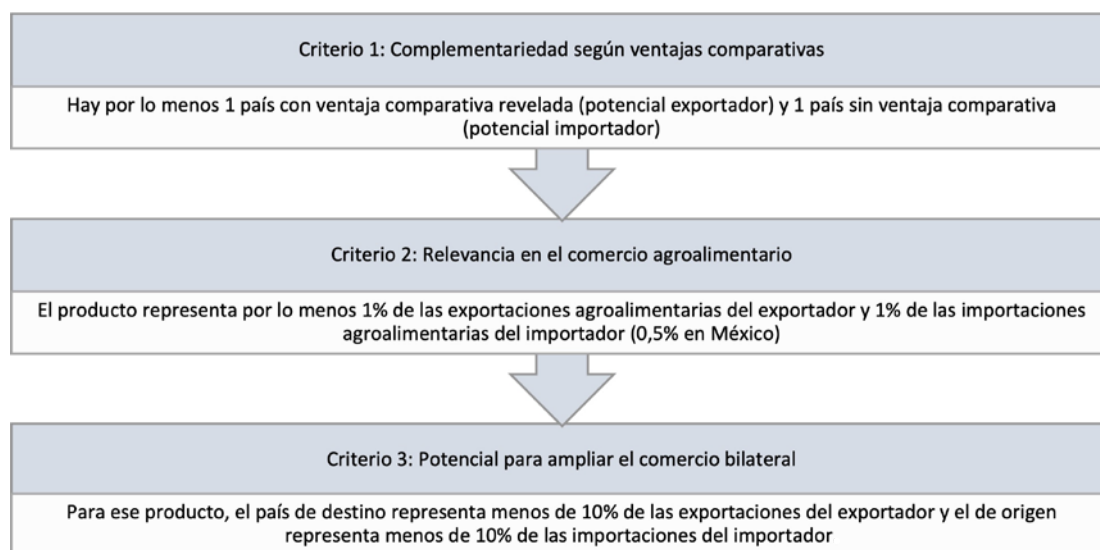 Criterio 1: Complementariedad según ventajas comparativas
Hay por lo menos 1 país con ventaja comparativa revelada (potencial exportador) y 1 país sin ventaja comparativa
(potencial importador)
Criterio 2: Relevancia en el comercio agroalimentario
El producto representa por lo menos 1% de las exportaciones agroalimentarias del exportador y 1% de las importaciones
agroalimentarias del importador (0,5% en México)
Criterio 3: Potencial para ampliar el comercio bilateral
Para ese producto, el país de destino representa menos de 10% de las exportaciones del exportador y el de origen
representa menos de 10% de las importaciones del importador